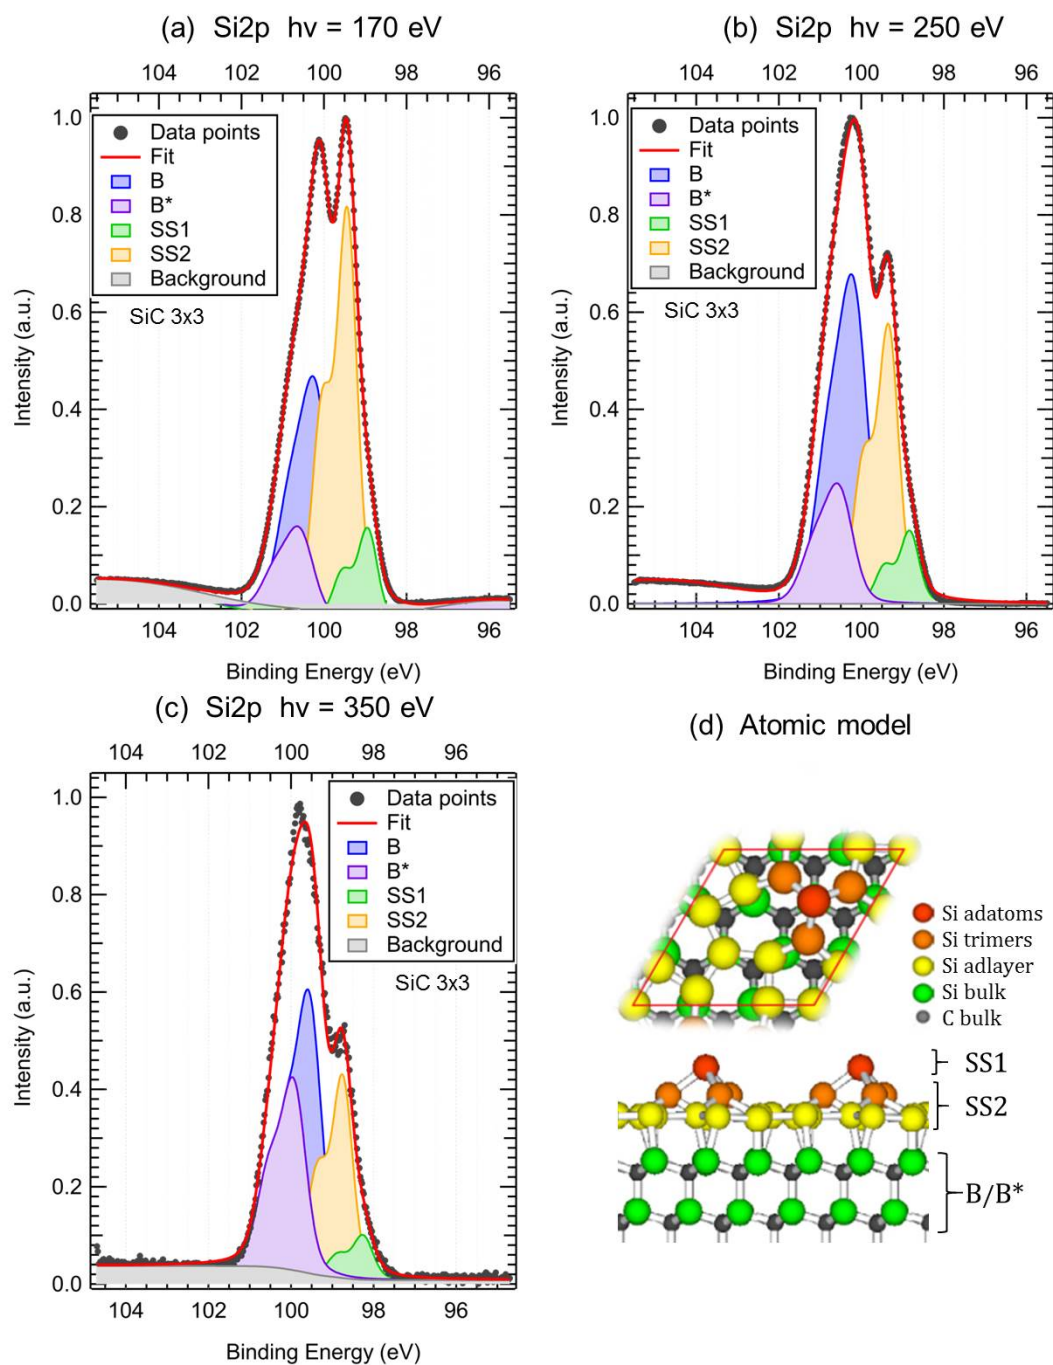 (a) Si2p hv = 170 eV
104 102 100 98 96
1.0
0.8
0.6
0.4
0.2
0.0
Intensity (a.u.)
Data points
Fit
B
B*
SS1
SS2
Background
SiC 3x3
104 102 100 98 96
Binding Energy (eV)
(b) Si2p hv = 250 eV
104 102 100 98 96
1.0
0.8
0.6
0.4
0.2
0.0
Intensity (a.u.)
Data points
Fit
B
B*
SS1
SS2
Background
SiC 3x3
104 102 100 98 96
Binding Energy (eV)
(c) Si2p hv = 350 eV
104 102 100 98 96
1.0
0.8
0.6
0.4
0.2
0.0
Intensity (a.u.)
Data points
Fit
B
B*
SS1
SS2
Background
SiC 3x3
104 102 100 98 96
Binding Energy (eV)
(d) Atomic model
Si adatoms
Si trimers
Si adlayer
Si bulk
C bulk
SS1
SS2
B/B*